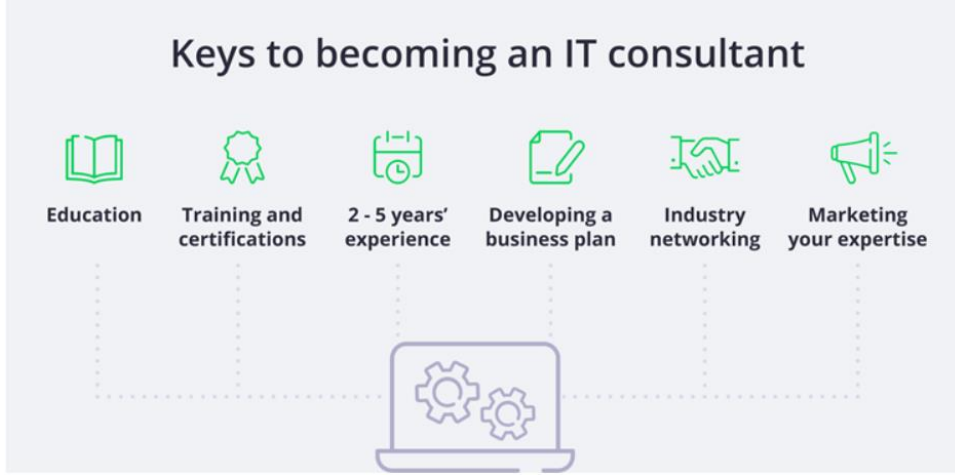 Keys to becoming an IT consultant
Education
Training and
certifications
2 - 5 years’
experience
Developing a
business plan
Industry
networking
Marketing
your expertise